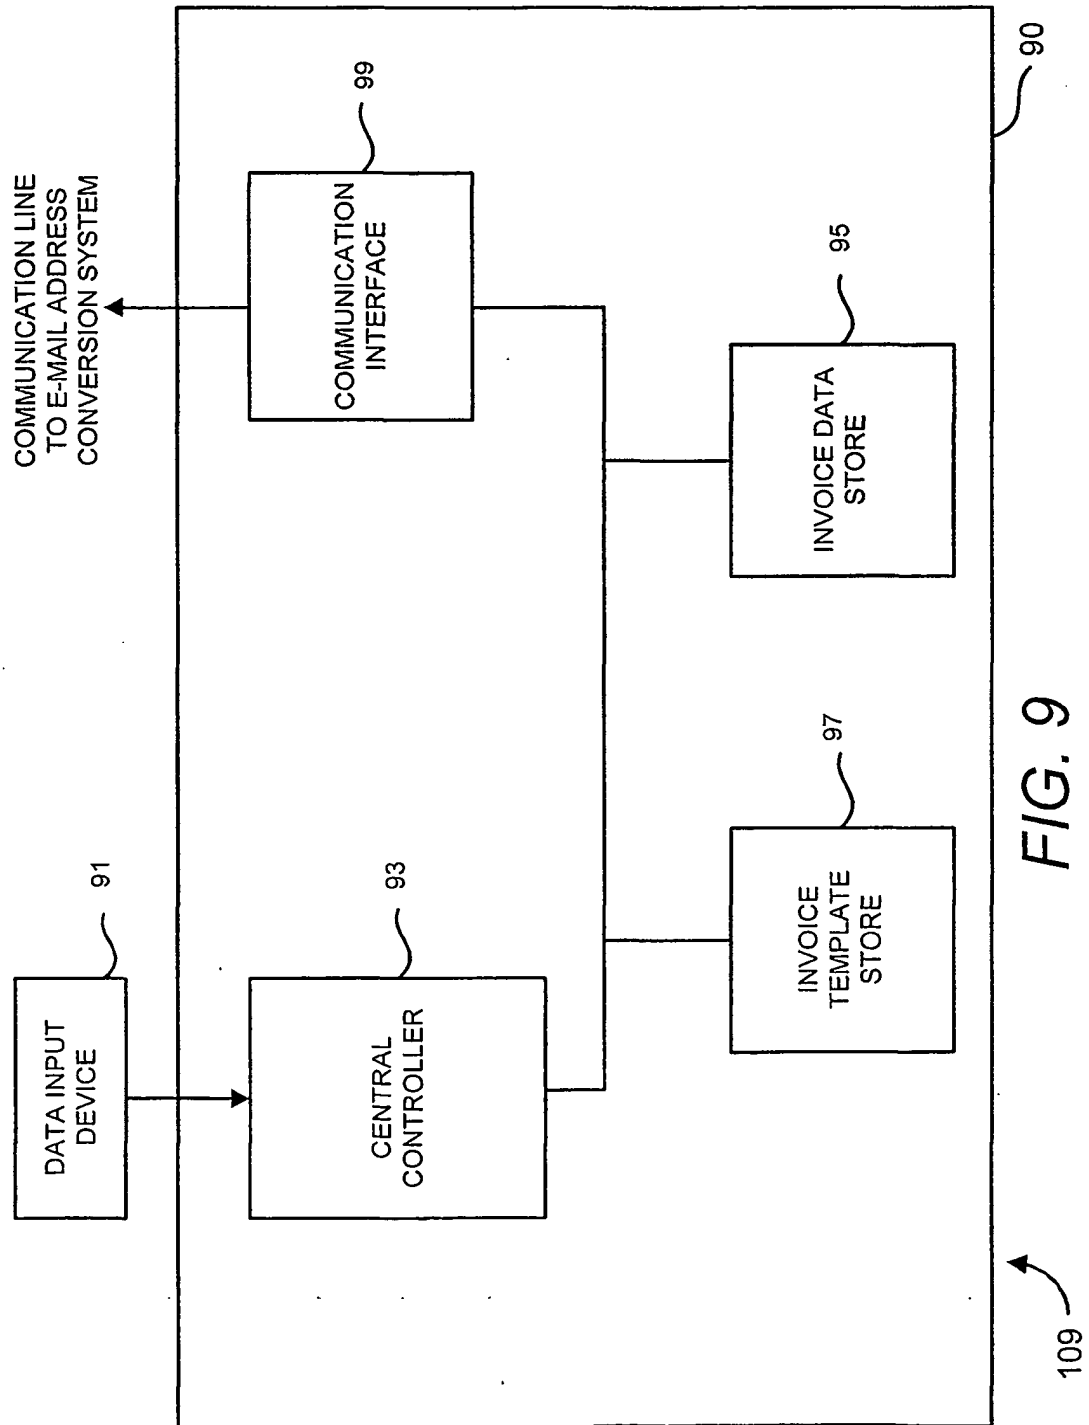 COMMUNICATION LINE
TO E-MAIL ADDRESS
CONVERSION SYSTEM
DATA INPUT
DEVICE
91
CENTRAL
CONTROLLER
93
COMMUNICATION
INTERFACE
99
INVOICE
TEMPLATE
STORE
97
INVOICE DATA
STORE
95
109
90
FIG. 9